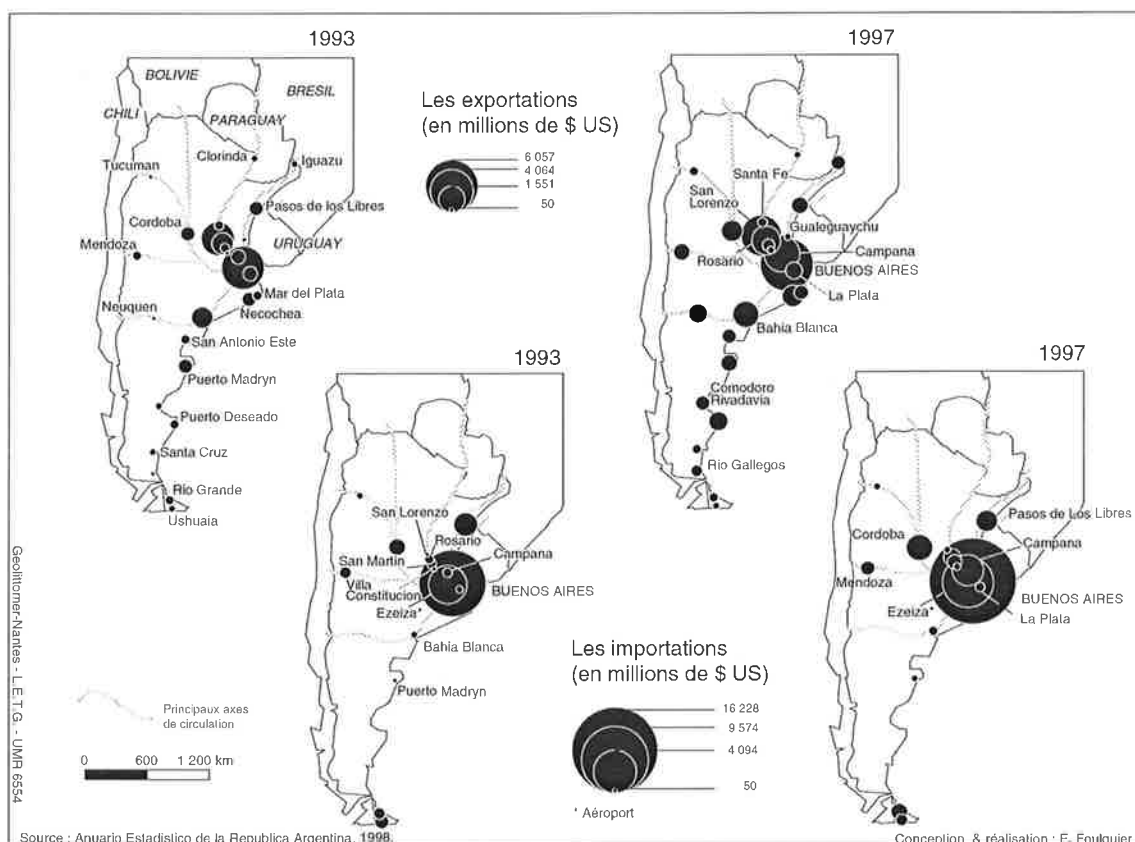 1993
BOLIVIE
BRESIL
CHILI
PARAGUAY
Clorinda
Iguazu
Tucuman
Pasos de los Libres
Cordoba
URUGUAY
Mendoza
Mar del Plata
Neuquen
Necochea
San Antonio Este
Puerto Madryn
Puerto Deseado
Santa Cruz
Rio Grande
Ushuaia
Les exportations
(en millions de $ US)
6 057
4 064
1 551
50
1997
Santa Fe
San
Lorenzo
Gualeguaychu
Campana
Rosario
BUENOS AIRES
La Plata
Bahia Blanca
Comodoro
Rivadavia
Rio Gallegos
1993
San Lorenzo
Rosario
San Martin
Campana
Villa
Constitucion
BUENOS AIRES
Ezeiza*
Bahia Blanca
Puerto Madryn
1997
Pasos de Los Libres
Cordoba
Campana
Mendoza
BUENOS AIRES
Ezeiza*
La Plata
Les importations
(en millions de $ US)
16 228
9 574
4 094
50
* Aéroport
Principaux axes
de circulation
0 600 1 200 km
Geolittomer-Nantes - L.E.T.G. - UMR 6554
Source : Anuario Estadistico de la Republica Argentina, 1998.
Conception & réalisation : E. Foulquier